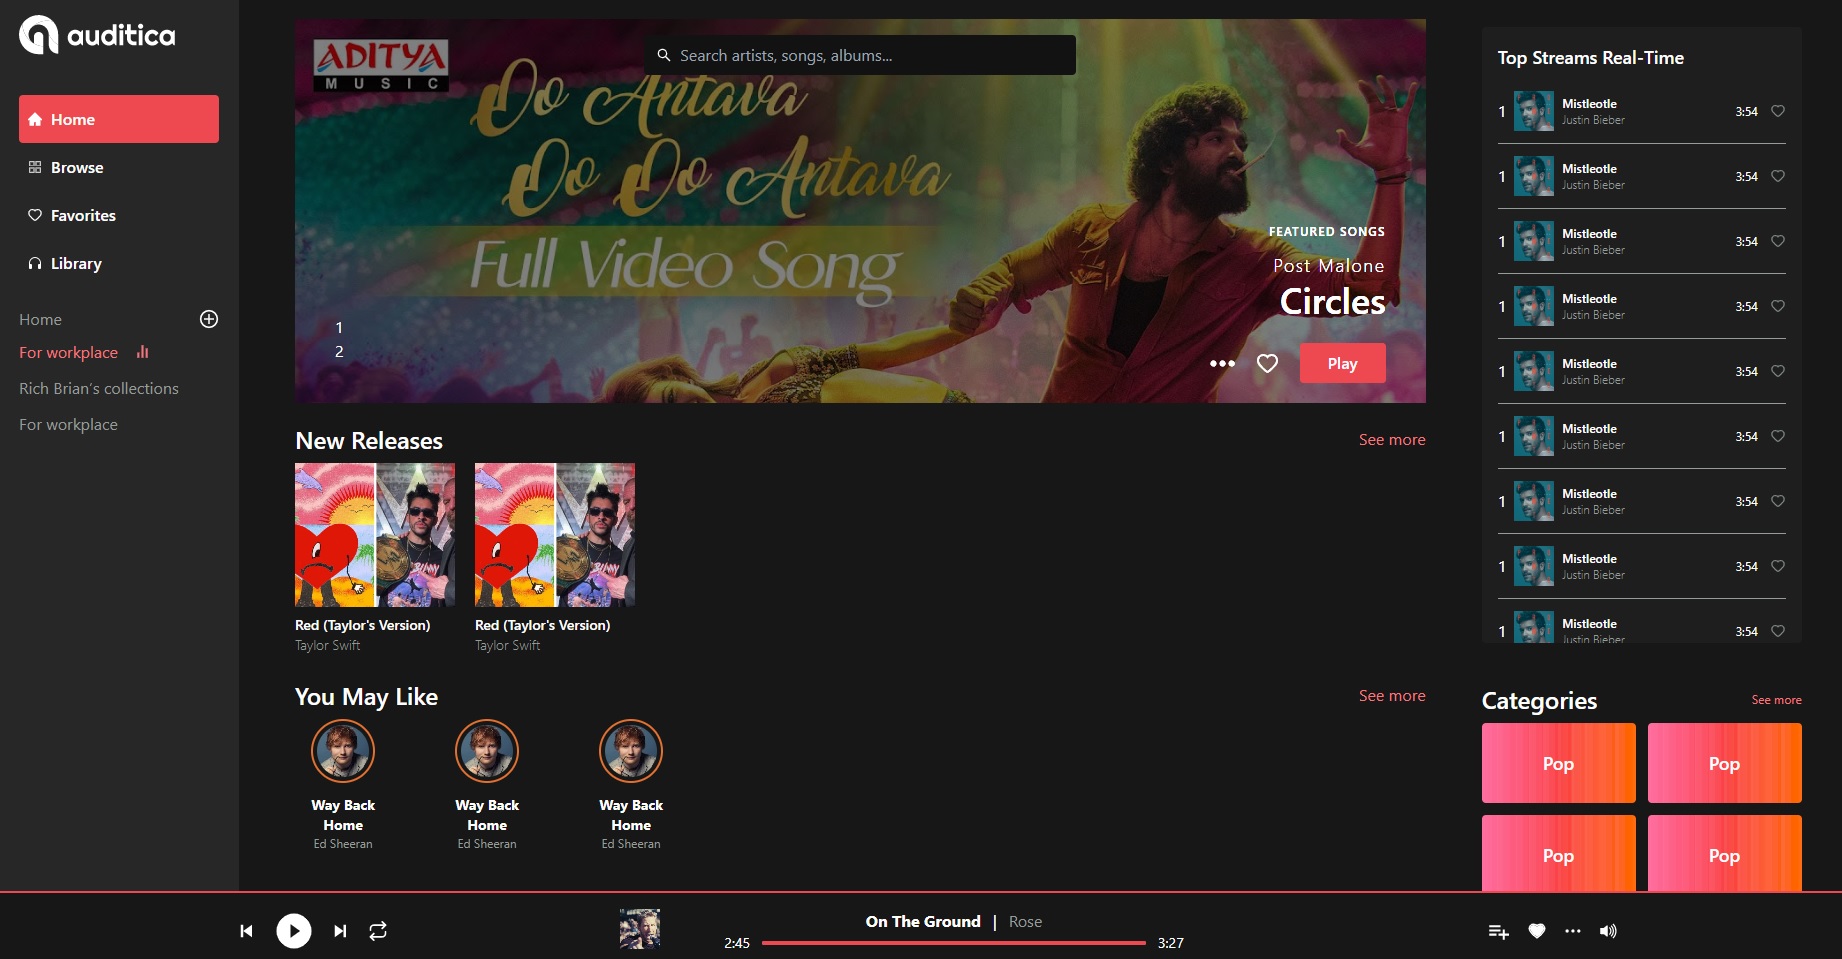 auditica
Home
Browse
Favorites
Library
Home
For workplace
Rich Brian's collections
For workplace
ADITYA
MUSIC
Search artists, songs, albums...
Oo Antava
Oo Oo Antava
Full Video Song
FEATURED SONGS
Post Malone
Circles
1
2
Play
New Releases
See more
Red (Taylor's Version)
Taylor Swift
Red (Taylor's Version)
Taylor Swift
You May Like
See more
Way Back
Home
Ed Sheeran
Way Back
Home
Ed Sheeran
Way Back
Home
Ed Sheeran
Top Streams Real-Time
1 Mistleotle 3:54
Justin Bieber
1 Mistleotle 3:54
Justin Bieber
1 Mistleotle 3:54
Justin Bieber
1 Mistleotle 3:54
Justin Bieber
1 Mistleotle 3:54
Justin Bieber
1 Mistleotle 3:54
Justin Bieber
1 Mistleotle 3:54
Justin Bieber
1 Mistleotle 3:54
Justin Bieber
1 Mistleotle 3:54
Justin Bieber
Categories
See more
Pop
Pop
Pop
Pop
On The Ground | Rose
2:45
3:27